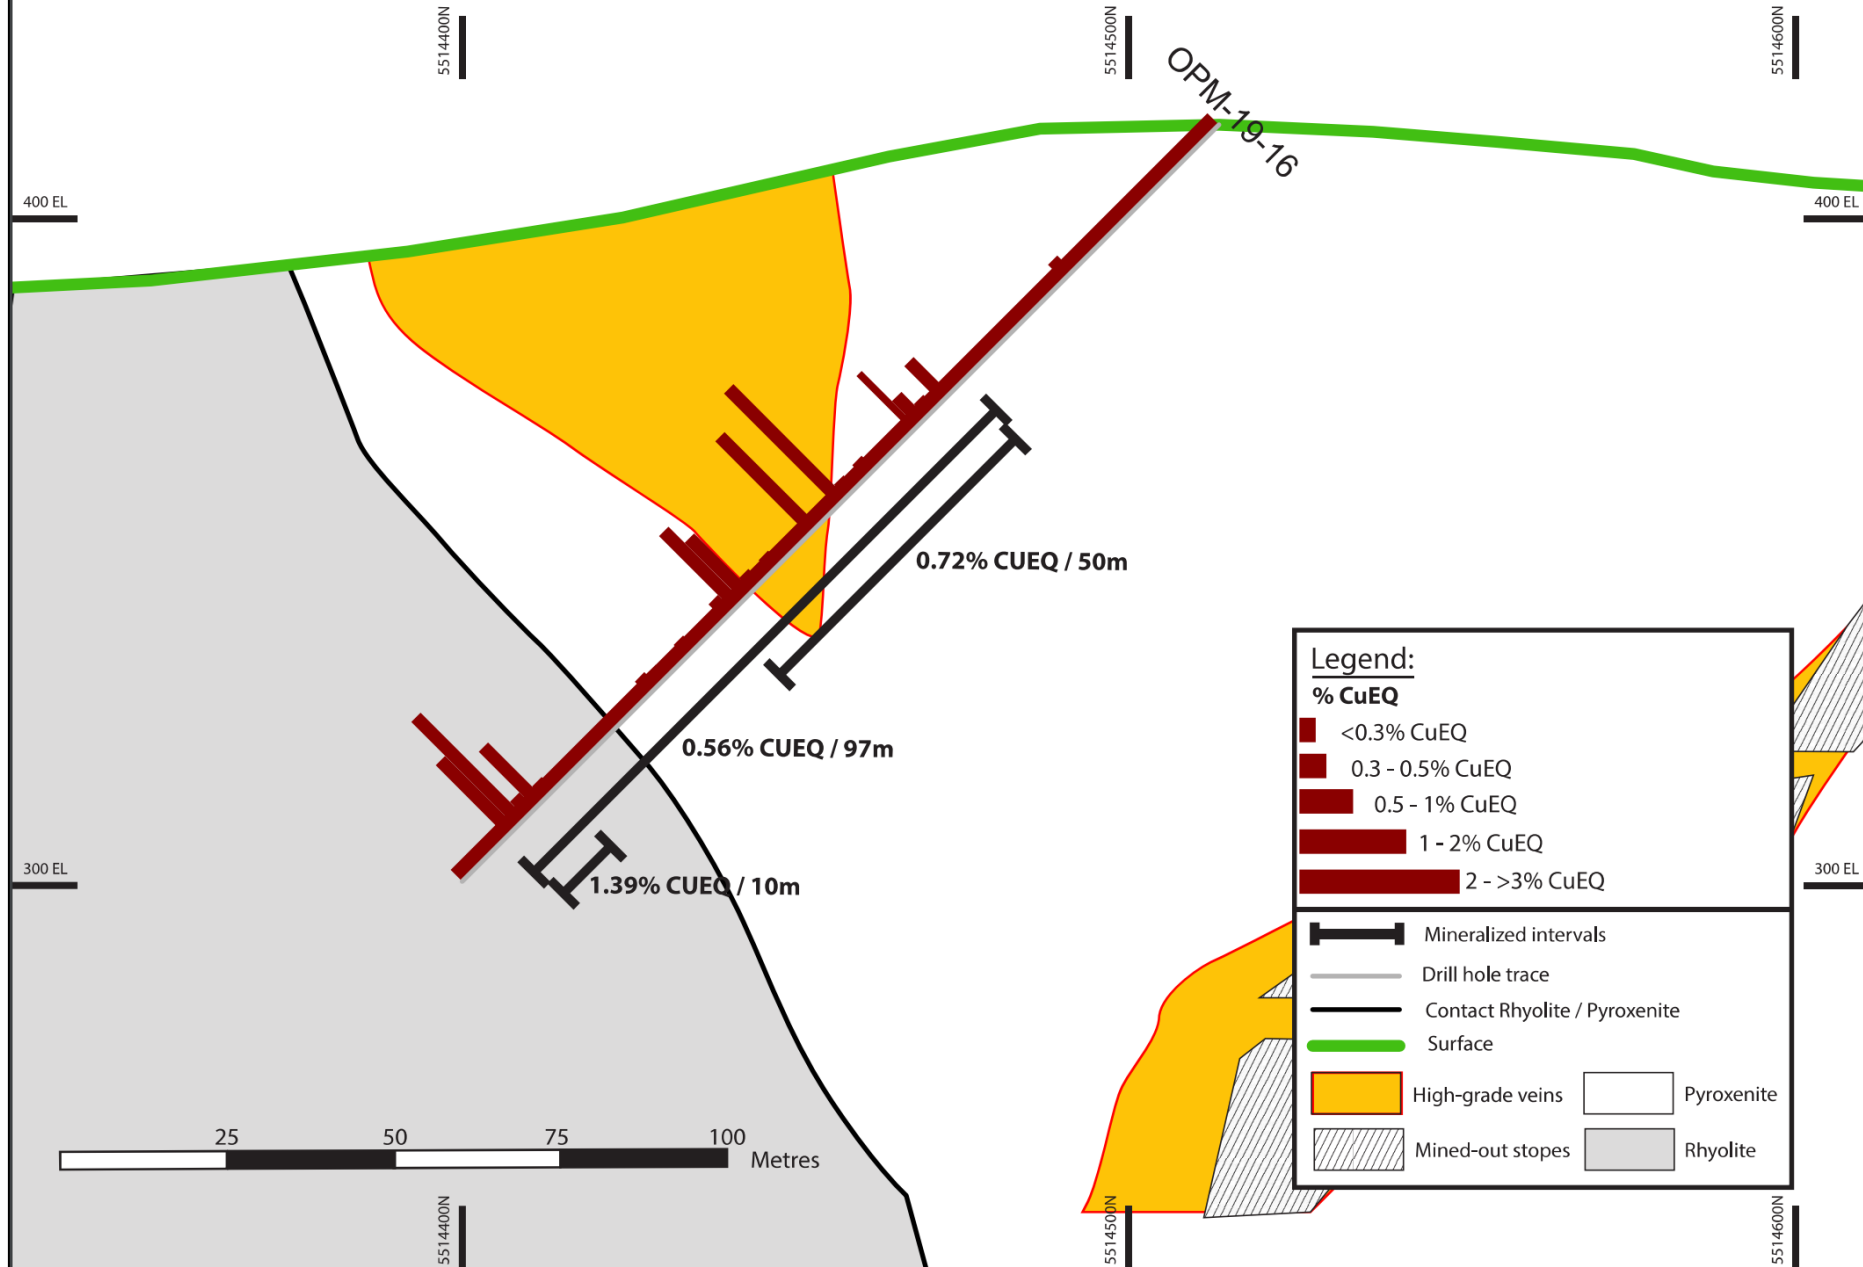 5514400N
5514500N
5514600N
OPM-19-16
400 EL
400 EL
0.72% CUEQ / 50m
0.56% CUEQ / 97m
1.39% CUEQ / 10m
300 EL
300 EL
Legend:
% CuEQ
<0.3% CuEQ
0.3 - 0.5% CuEQ
0.5 - 1% CuEQ
1 - 2% CuEQ
2 - >3% CuEQ
Mineralized intervals
Drill hole trace
Contact Rhyolite / Pyroxenite
Surface
High-grade veins
Pyroxenite
Mined-out stopes
Rhyolite
25 50 75 100
Metres
5514400N
5514500N
5514600N